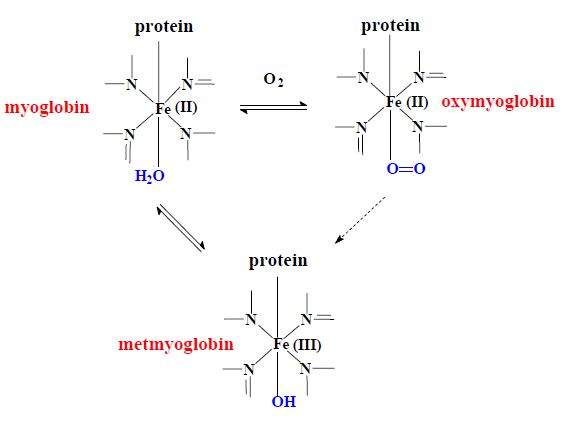 protein
N
N
myoglobin
Fe (II)
N
N
H2O
O2
protein
N
N
Fe (II)
oxymyoglobin
N
N
O=O
protein
N
N
metmyoglobin
Fe (III)
N
N
OH